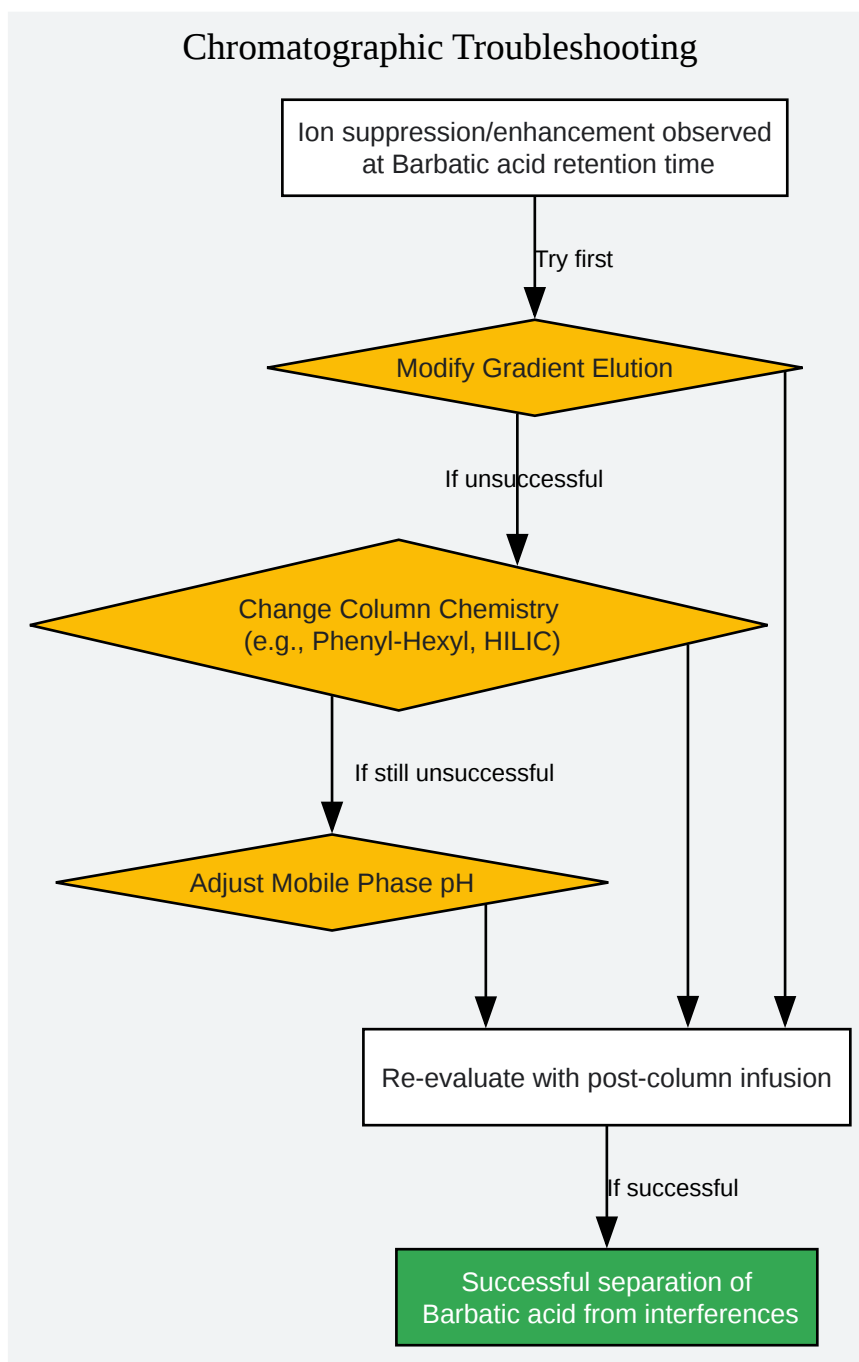 Chromatographic Troubleshooting
Ion suppression/enhancement observed
at Barbatic acid retention time
Try first
Modify Gradient Elution
If unsuccessful
Change Column Chemistry
(e.g., Phenyl-Hexyl, HILIC)
If still unsuccessful
Adjust Mobile Phase pH
Re-evaluate with post-column infusion
If successful
Successful separation of
Barbatic acid from interferences